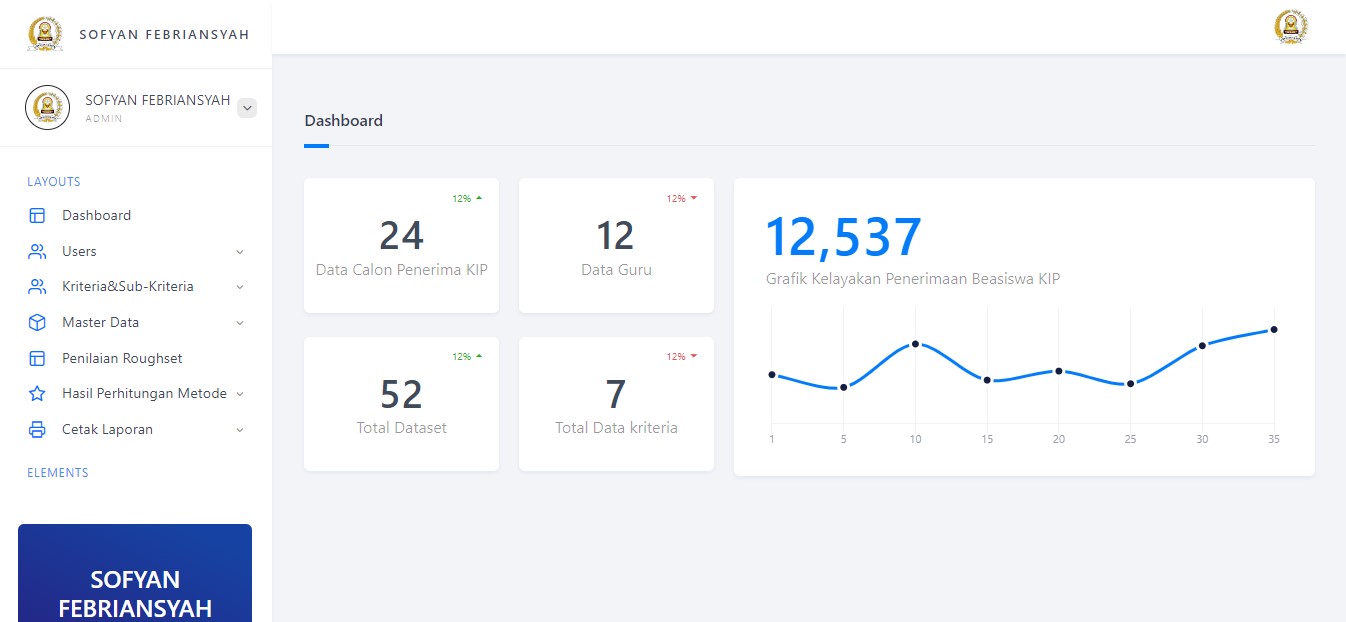 SOFYAN FEBRIANSYAH
SOFYAN FEBRIANSYAH
ADMIN
LAYOUTS
Dashboard
Users
Kriteria&Sub-Kriteria
Master Data
Penilaian Roughset
Hasil Perhitungan Metode
Cetak Laporan
ELEMENTS
SOFYAN
FEBRIANSYAH
Dashboard
12%
24
Data Calon Penerima KIP
12%
12
Data Guru
12%
52
Total Dataset
12%
7
Total Data kriteria
12,537
Grafik Kelayakan Penerimaan Beasiswa KIP
1 5 10 15 20 25 30 35